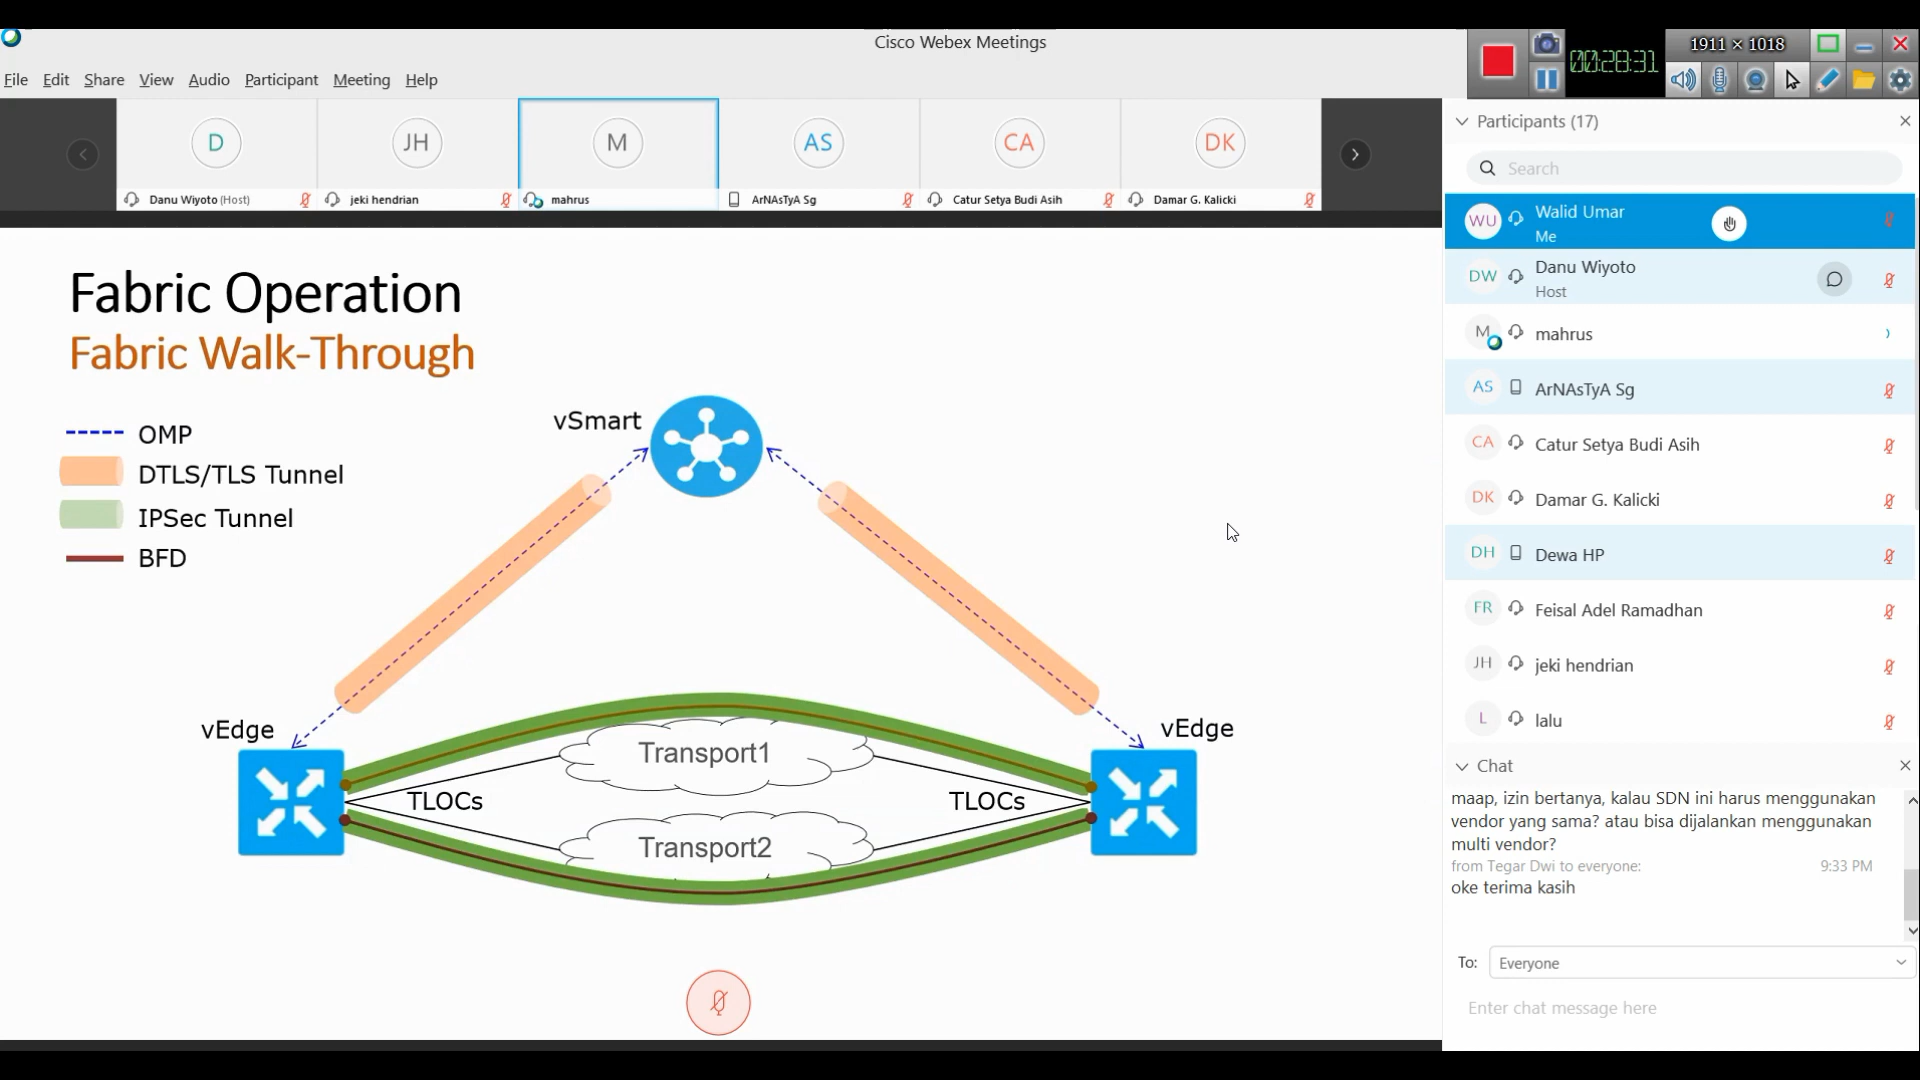 Cisco Webex Meetings
1911 × 1018
00:28:31
File Edit Share View Audio Participant Meeting Help
D
JH
M
AS
CA
DK
Danu Wiyoto (Host)
jeki hendrian
mahrus
ArNAsTyA Sg
Catur Setya Budi Asih
Damar G. Kalicki
Fabric Operation
Fabric Walk-Through
OMP
DTLS/TLS Tunnel
IPSec Tunnel
BFD
vSmart
vEdge
vEdge
Transport1
TLOCs
TLOCs
Transport2
Participants (17)
Search
WU Walid Umar
Me
DW Danu Wiyoto
Host
M mahrus
AS ArNAsTyA Sg
CA Catur Setya Budi Asih
DK Damar G. Kalicki
DH Dewa HP
FR Feisal Adel Ramadhan
JH jeki hendrian
L lalu
Chat
maap, izin bertanya, kalau SDN ini harus menggunakan
vendor yang sama? atau bisa dijalankan menggunakan
multi vendor?
from Tegar Dwi to everyone: 9:33 PM
oke terima kasih
To: Everyone
Enter chat message here